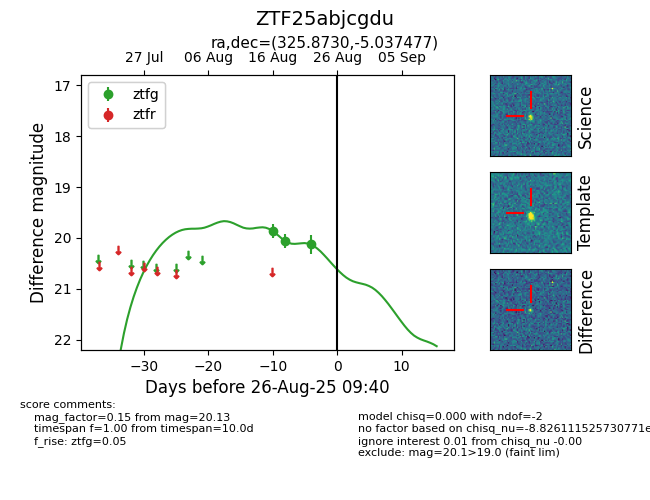 ZTF25abjcgdu
ra,dec=(325.8730,-5.037477)
27 Jul 06 Aug 16 Aug 26 Aug 05 Sep
ztfg
ztfr
17
18
19
20
21
22
Difference magnitude
−30 −20 −10 0 10
Days before 26-Aug-25 09:40
Science
Template
Difference
score comments:
mag_factor=0.15 from mag=20.13
timespan f=1.00 from timespan=10.0d
f_rise: ztfg=0.05
model chisq=0.000 with ndof=-2
no factor based on chisq_nu=-8.826111525730771e
ignore interest 0.01 from chisq_nu -0.00
exclude: mag=20.1>19.0 (faint lim)